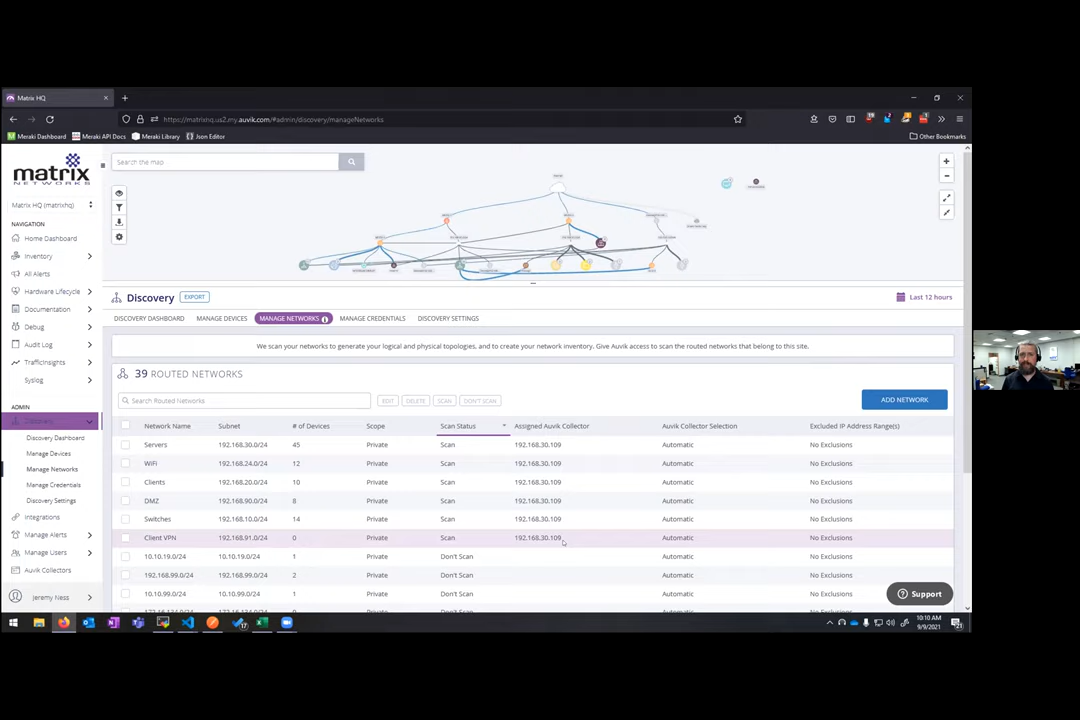 Matrix HQ
https://matrixhq.us2.my.auvik.com/#admin/discovery/manageNetworks
Meraki Dashboard
Meraki API Docs
Meraki Library
Json Editor
Other Bookmarks
matrix
NETWORKS
Matrix HQ (matrixhq)
NAVIGATION
Home Dashboard
Inventory
All Alerts
Hardware Lifecycle
Documentation
Debug
Audit Log
TrafficInsights
Syslog
ADMIN
Discovery
Discovery Dashboard
Manage Devices
Manage Networks
Manage Credentials
Discovery Settings
Integrations
Manage Alerts
Manage Users
Auvik Collectors
Jeremy Ness
Search the map
Discovery
EXPORT
Last 12 hours
DISCOVERY DASHBOARD
MANAGE DEVICES
MANAGE NETWORKS
MANAGE CREDENTIALS
DISCOVERY SETTINGS
We scan your networks to generate your logical and physical topologies, and to create your network inventory. Give Auvik access to scan the routed networks that belong to this site.
39 ROUTED NETWORKS
Search Routed Networks
EDIT DELETE SCAN DON'T SCAN
ADD NETWORK
Network Name Subnet # of Devices Scope Scan Status Assigned Auvik Collector Auvik Collector Selection Excluded IP Address Range(s)
Servers 192.168.30.0/24 45 Private Scan 192.168.30.109 Automatic No Exclusions
WiFi 192.168.24.0/24 12 Private Scan 192.168.30.109 Automatic No Exclusions
Clients 192.168.20.0/24 10 Private Scan 192.168.30.109 Automatic No Exclusions
DMZ 192.168.90.0/24 8 Private Scan 192.168.30.109 Automatic No Exclusions
Switches 192.168.10.0/24 14 Private Scan 192.168.30.109 Automatic No Exclusions
Client VPN 192.168.91.0/24 0 Private Scan 192.168.30.109 Automatic No Exclusions
10.10.19.0/24 10.10.19.0/24 1 Private Don't Scan Automatic No Exclusions
192.168.99.0/24 192.168.99.0/24 2 Private Don't Scan Automatic No Exclusions
10.10.99.0/24 10.10.99.0/24 1 Private Don't Scan Automatic No Exclusions
Support
10:10 AM
9/9/2021